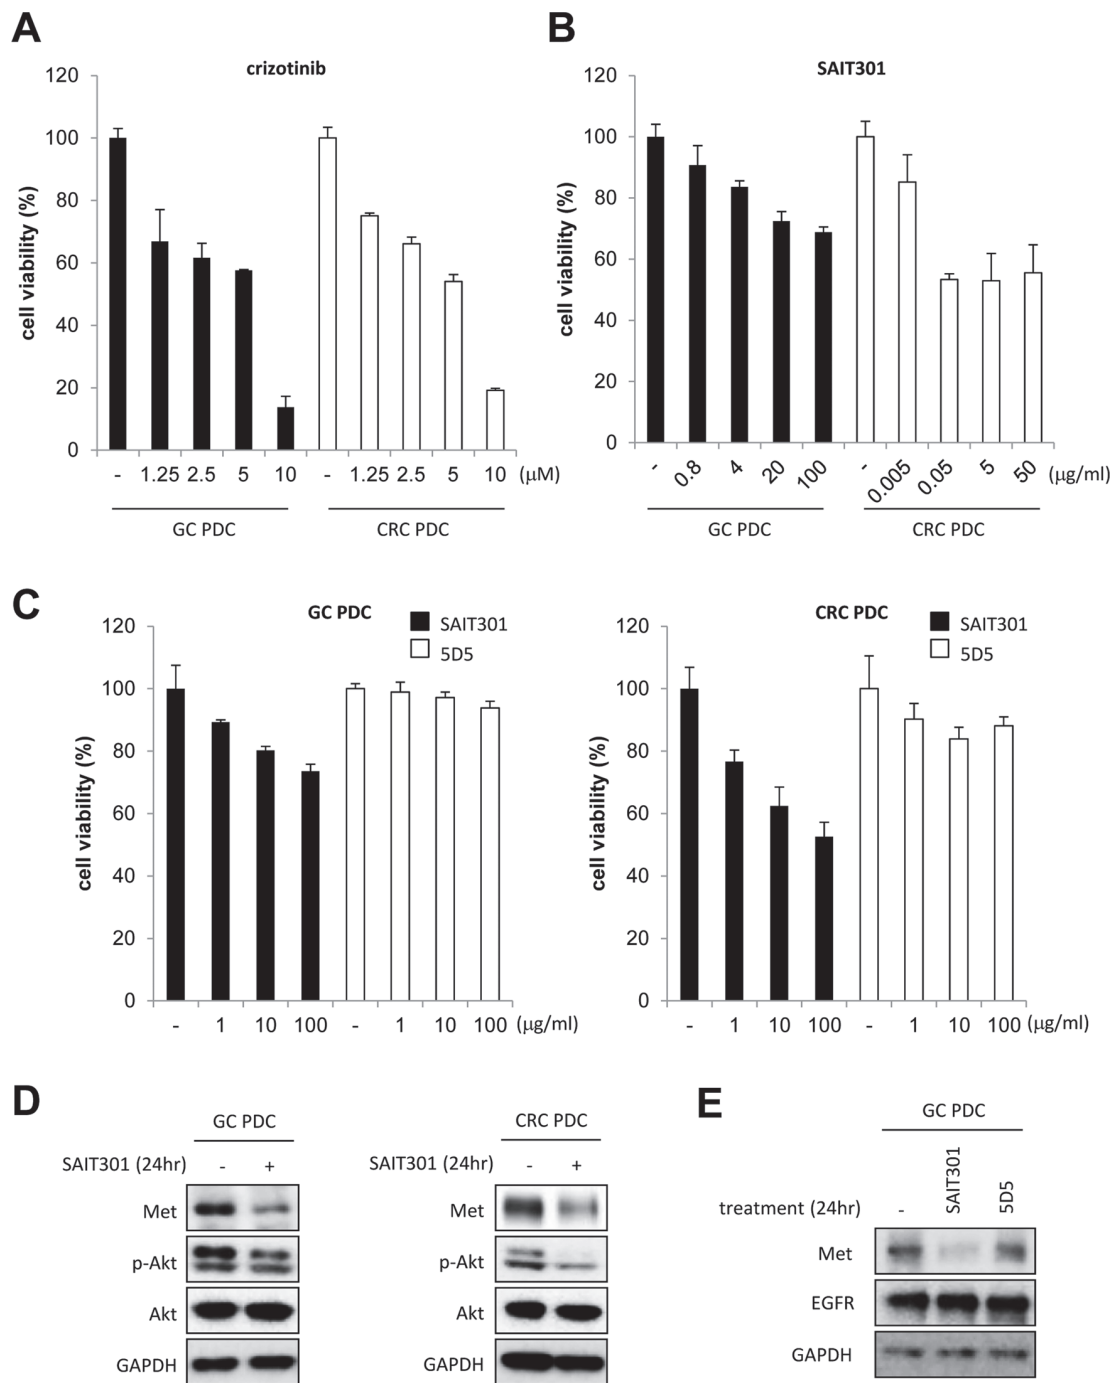 A
crizotinib
120
100
80
60
40
20
0
cell viability (%)
- 1.25 2.5 5 10 - 1.25 2.5 5 10 (μM)
GC PDC CRC PDC
B
SAIT301
120
100
80
60
40
20
0
cell viability (%)
- 0.8 4 20 100 - 0.005 0.05 5 50 (μg/ml)
GC PDC CRC PDC
C
GC PDC
SAIT301
5D5
120
100
80
60
40
20
0
cell viability (%)
- 1 10 100 - 1 10 100 (μg/ml)
CRC PDC
SAIT301
5D5
120
100
80
60
40
20
0
cell viability (%)
- 1 10 100 - 1 10 100 (μg/ml)
D
GC PDC
SAIT301 (24hr) - +
Met
p-Akt
Akt
GAPDH
CRC PDC
SAIT301 (24hr) - +
Met
p-Akt
Akt
GAPDH
E
GC PDC
treatment (24hr) - SAIT301 5D5
Met
EGFR
GAPDH